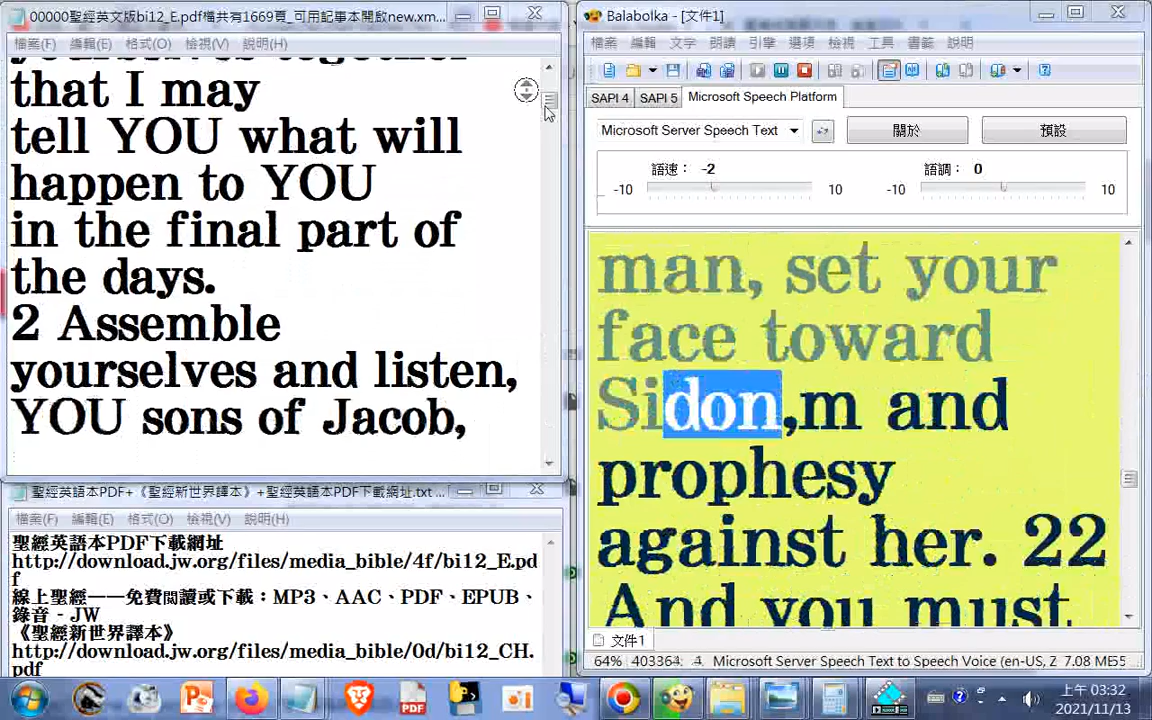 00000聖經英文版bi12_E.pdf檔共有1669頁_可用記事本開啟new.xm...
檔案(F) 編輯(E) 格式(O) 檢視(V) 說明(H)
yourselves together
that I may
tell YOU what will
happen to YOU
in the final part of
the days.
2 Assemble
yourselves and listen,
YOU sons of Jacob,
聖經英語本PDF+《聖經新世界譯本》+聖經英語本PDF下載網址.txt ...
檔案(F) 編輯(E) 格式(O) 檢視(V) 說明(H)
聖經英語本PDF下載網址
http://download.jw.org/files/media_bible/4f/bi12_E.pd
f
線上聖經——免費閱讀或下載：MP3、AAC、PDF、EPUB、
錄音 - JW
《聖經新世界譯本》
http://download.jw.org/files/media_bible/0d/bi12_CH.
pdf
Balabolka - [文件1]
檔案 編輯 文字 朗讀 引擎 選項 檢視 工具 書籤 說明
SAPI 4 SAPI 5 Microsoft Speech Platform
Microsoft Server Speech Text 關於 預設
語速： -2 語調： 0
-10 10 -10 10
man, set your
face toward
Sidon,m and
prophesy
against her. 22
And you must
文件1
64% 403364: 4. Microsoft Server Speech Text to Speech Voice (en-US, Z 7.08 ME55
上午 03:32
2021/11/13